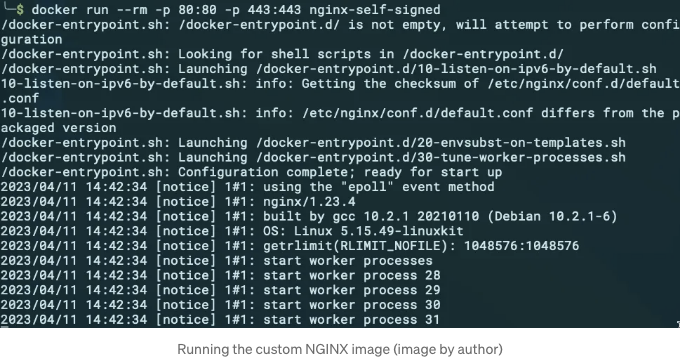 $ docker run --rm -p 80:80 -p 443:443 nginx-self-signed
/docker-entrypoint.sh: /docker-entrypoint.d/ is not empty, will attempt to perform confi
guration
/docker-entrypoint.sh: Looking for shell scripts in /docker-entrypoint.d/
/docker-entrypoint.sh: Launching /docker-entrypoint.d/10-listen-on-ipv6-by-default.sh
10-listen-on-ipv6-by-default.sh: info: Getting the checksum of /etc/nginx/conf.d/default
.conf
10-listen-on-ipv6-by-default.sh: info: /etc/nginx/conf.d/default.conf differs from the p
ackaged version
/docker-entrypoint.sh: Launching /docker-entrypoint.d/20-envsubst-on-templates.sh
/docker-entrypoint.sh: Launching /docker-entrypoint.d/30-tune-worker-processes.sh
/docker-entrypoint.sh: Configuration complete; ready for start up
2023/04/11 14:42:34 [notice] 1#1: using the "epoll" event method
2023/04/11 14:42:34 [notice] 1#1: nginx/1.23.4
2023/04/11 14:42:34 [notice] 1#1: built by gcc 10.2.1 20210110 (Debian 10.2.1-6)
2023/04/11 14:42:34 [notice] 1#1: OS: Linux 5.15.49-linuxkit
2023/04/11 14:42:34 [notice] 1#1: getrlimit(RLIMIT_NOFILE): 1048576:1048576
2023/04/11 14:42:34 [notice] 1#1: start worker processes
2023/04/11 14:42:34 [notice] 1#1: start worker process 28
2023/04/11 14:42:34 [notice] 1#1: start worker process 29
2023/04/11 14:42:34 [notice] 1#1: start worker process 30
2023/04/11 14:42:34 [notice] 1#1: start worker process 31
Running the custom NGINX image (image by author)